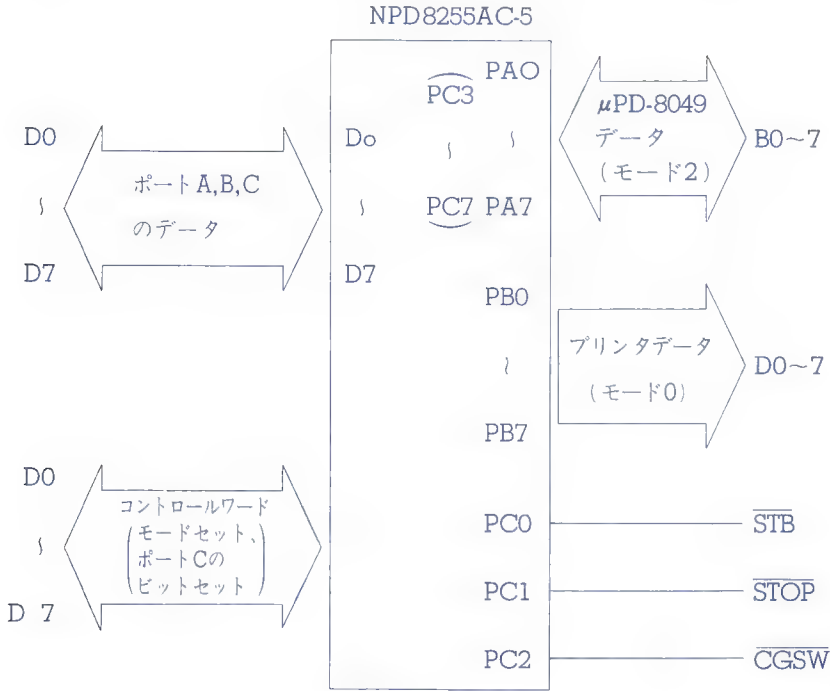 NPD8255AC-5
D0
〜
D7
ポートA,B,C
のデータ
Do
〜
D7
PC3
〜
PC7
PA0
〜
PA7
μPD-8049
データ
(モード2)
B0〜7
PB0
〜
PB7
プリンタデータ
(モード0)
D0〜7
D0
〜
D 7
コントロールワード
(モードセット、
ポートCの
ビットセット)
PC0
STB
PC1
STOP
PC2
CGSW